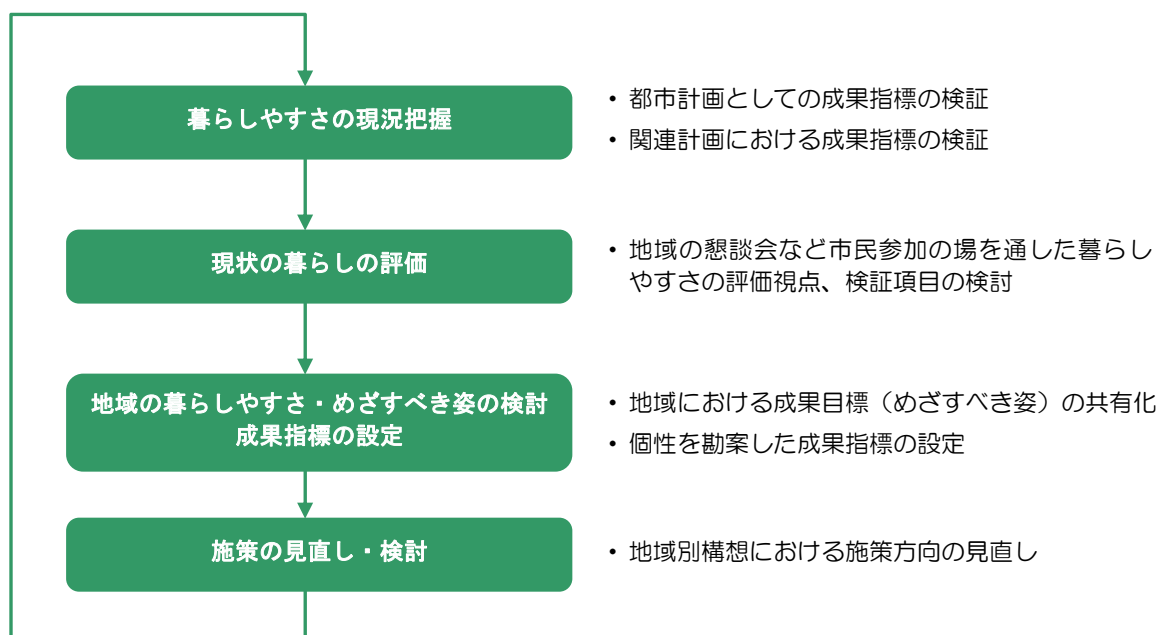 暮らしやすさの現況把握
・都市計画としての成果指標の検証
・関連計画における成果指標の検証
現状の暮らしの評価
・地域の懇談会など市民参加の場を通した暮らし
やすさの評価視点、検証項目の検討
地域の暮らしやすさ・めざすべき姿の検討
成果指標の設定
・地域における成果目標（めざすべき姿）の共有化
・個性を勘案した成果指標の設定
施策の見直し・検討
・地域別構想における施策方向の見直し